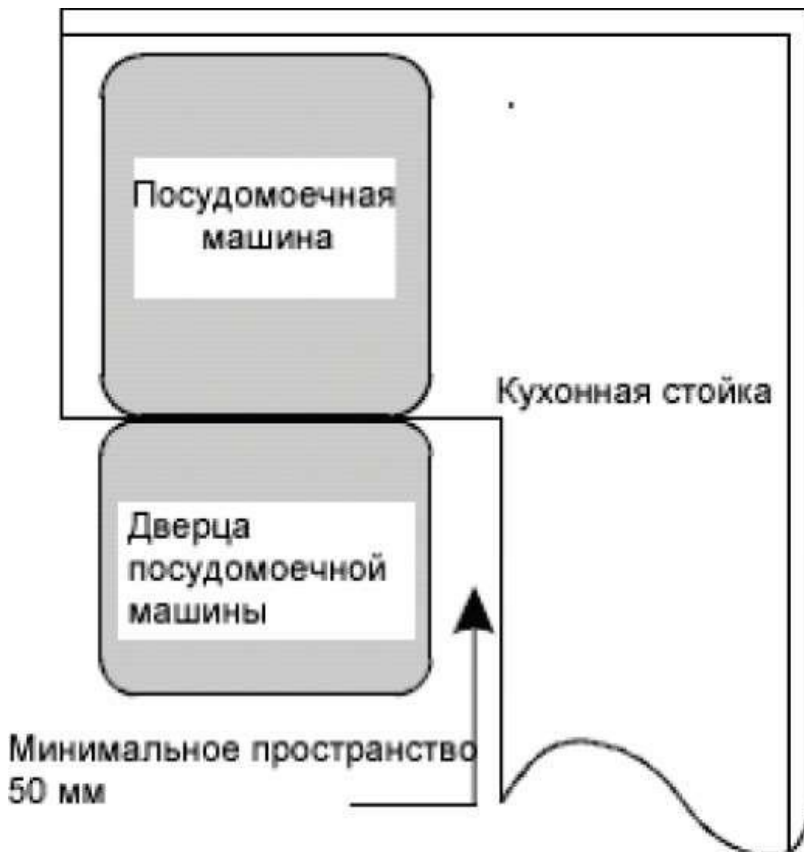 Посудомоечная
машина
Кухонная стойка
Дверца
посудомоечной
машины
Минимальное пространство
50 мм